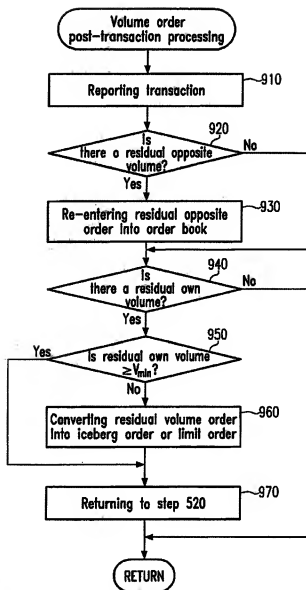 Volume order
post-transaction processing
910
Reporting transaction
920
Is
there a residual opposite
volume?
No
Yes
930
Re-entering residual opposite
order into order book
940
Is
there a residual own
volume?
No
Yes
950
Yes
Is residual own volume
≥Vmin?
No
960
Converting residual volume order
into iceberg order or limit order
970
Returning to step 520
RETURN